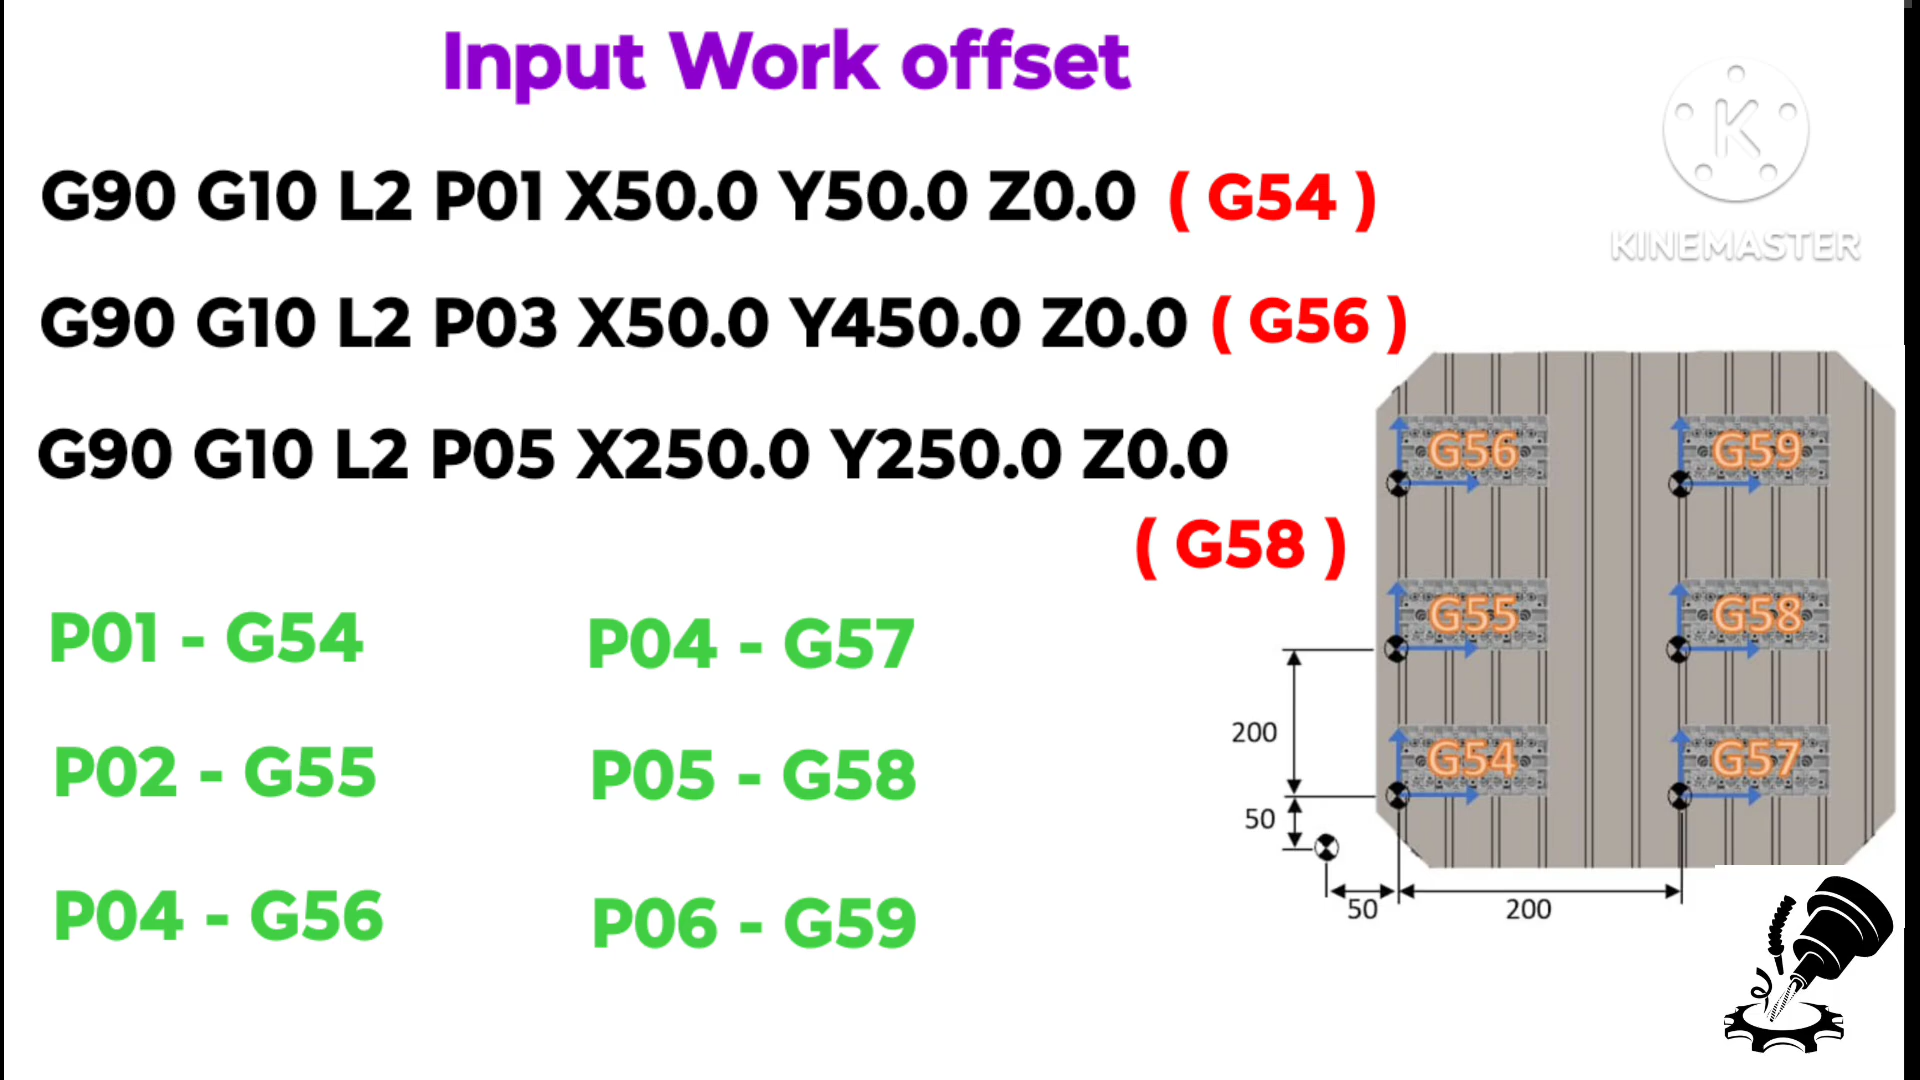 Input Work offset
KINEMASTER
G90 G10 L2 P01 X50.0 Y50.0 Z0.0 ( G54 )
G90 G10 L2 P03 X50.0 Y450.0 Z0.0 ( G56 )
G90 G10 L2 P05 X250.0 Y250.0 Z0.0
( G58 )
P01 - G54
P04 - G57
P02 - G55
P05 - G58
P04 - G56
P06 - G59
G56
G59
G55
G58
200
G54
G57
50
50
200